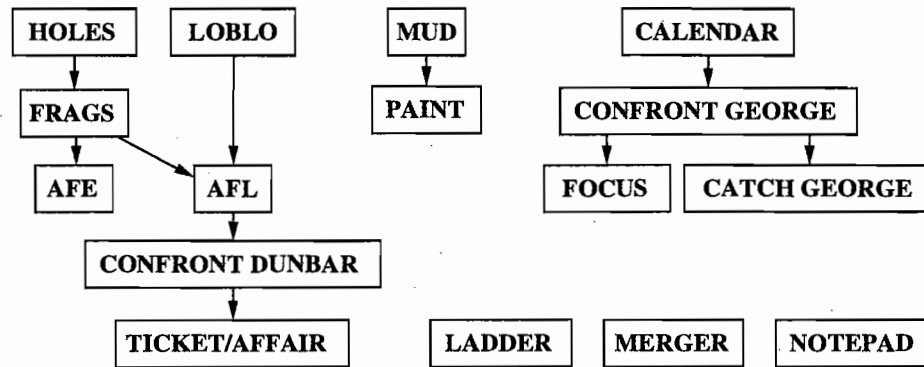 HOLES LOBLO MUD CALENDAR
FRAGS PAINT CONFRONT GEORGE
AFE AFL FOCUS CATCH GEORGE
CONFRONT DUNBAR
TICKET/AFFAIR LADDER MERGER NOTEPAD